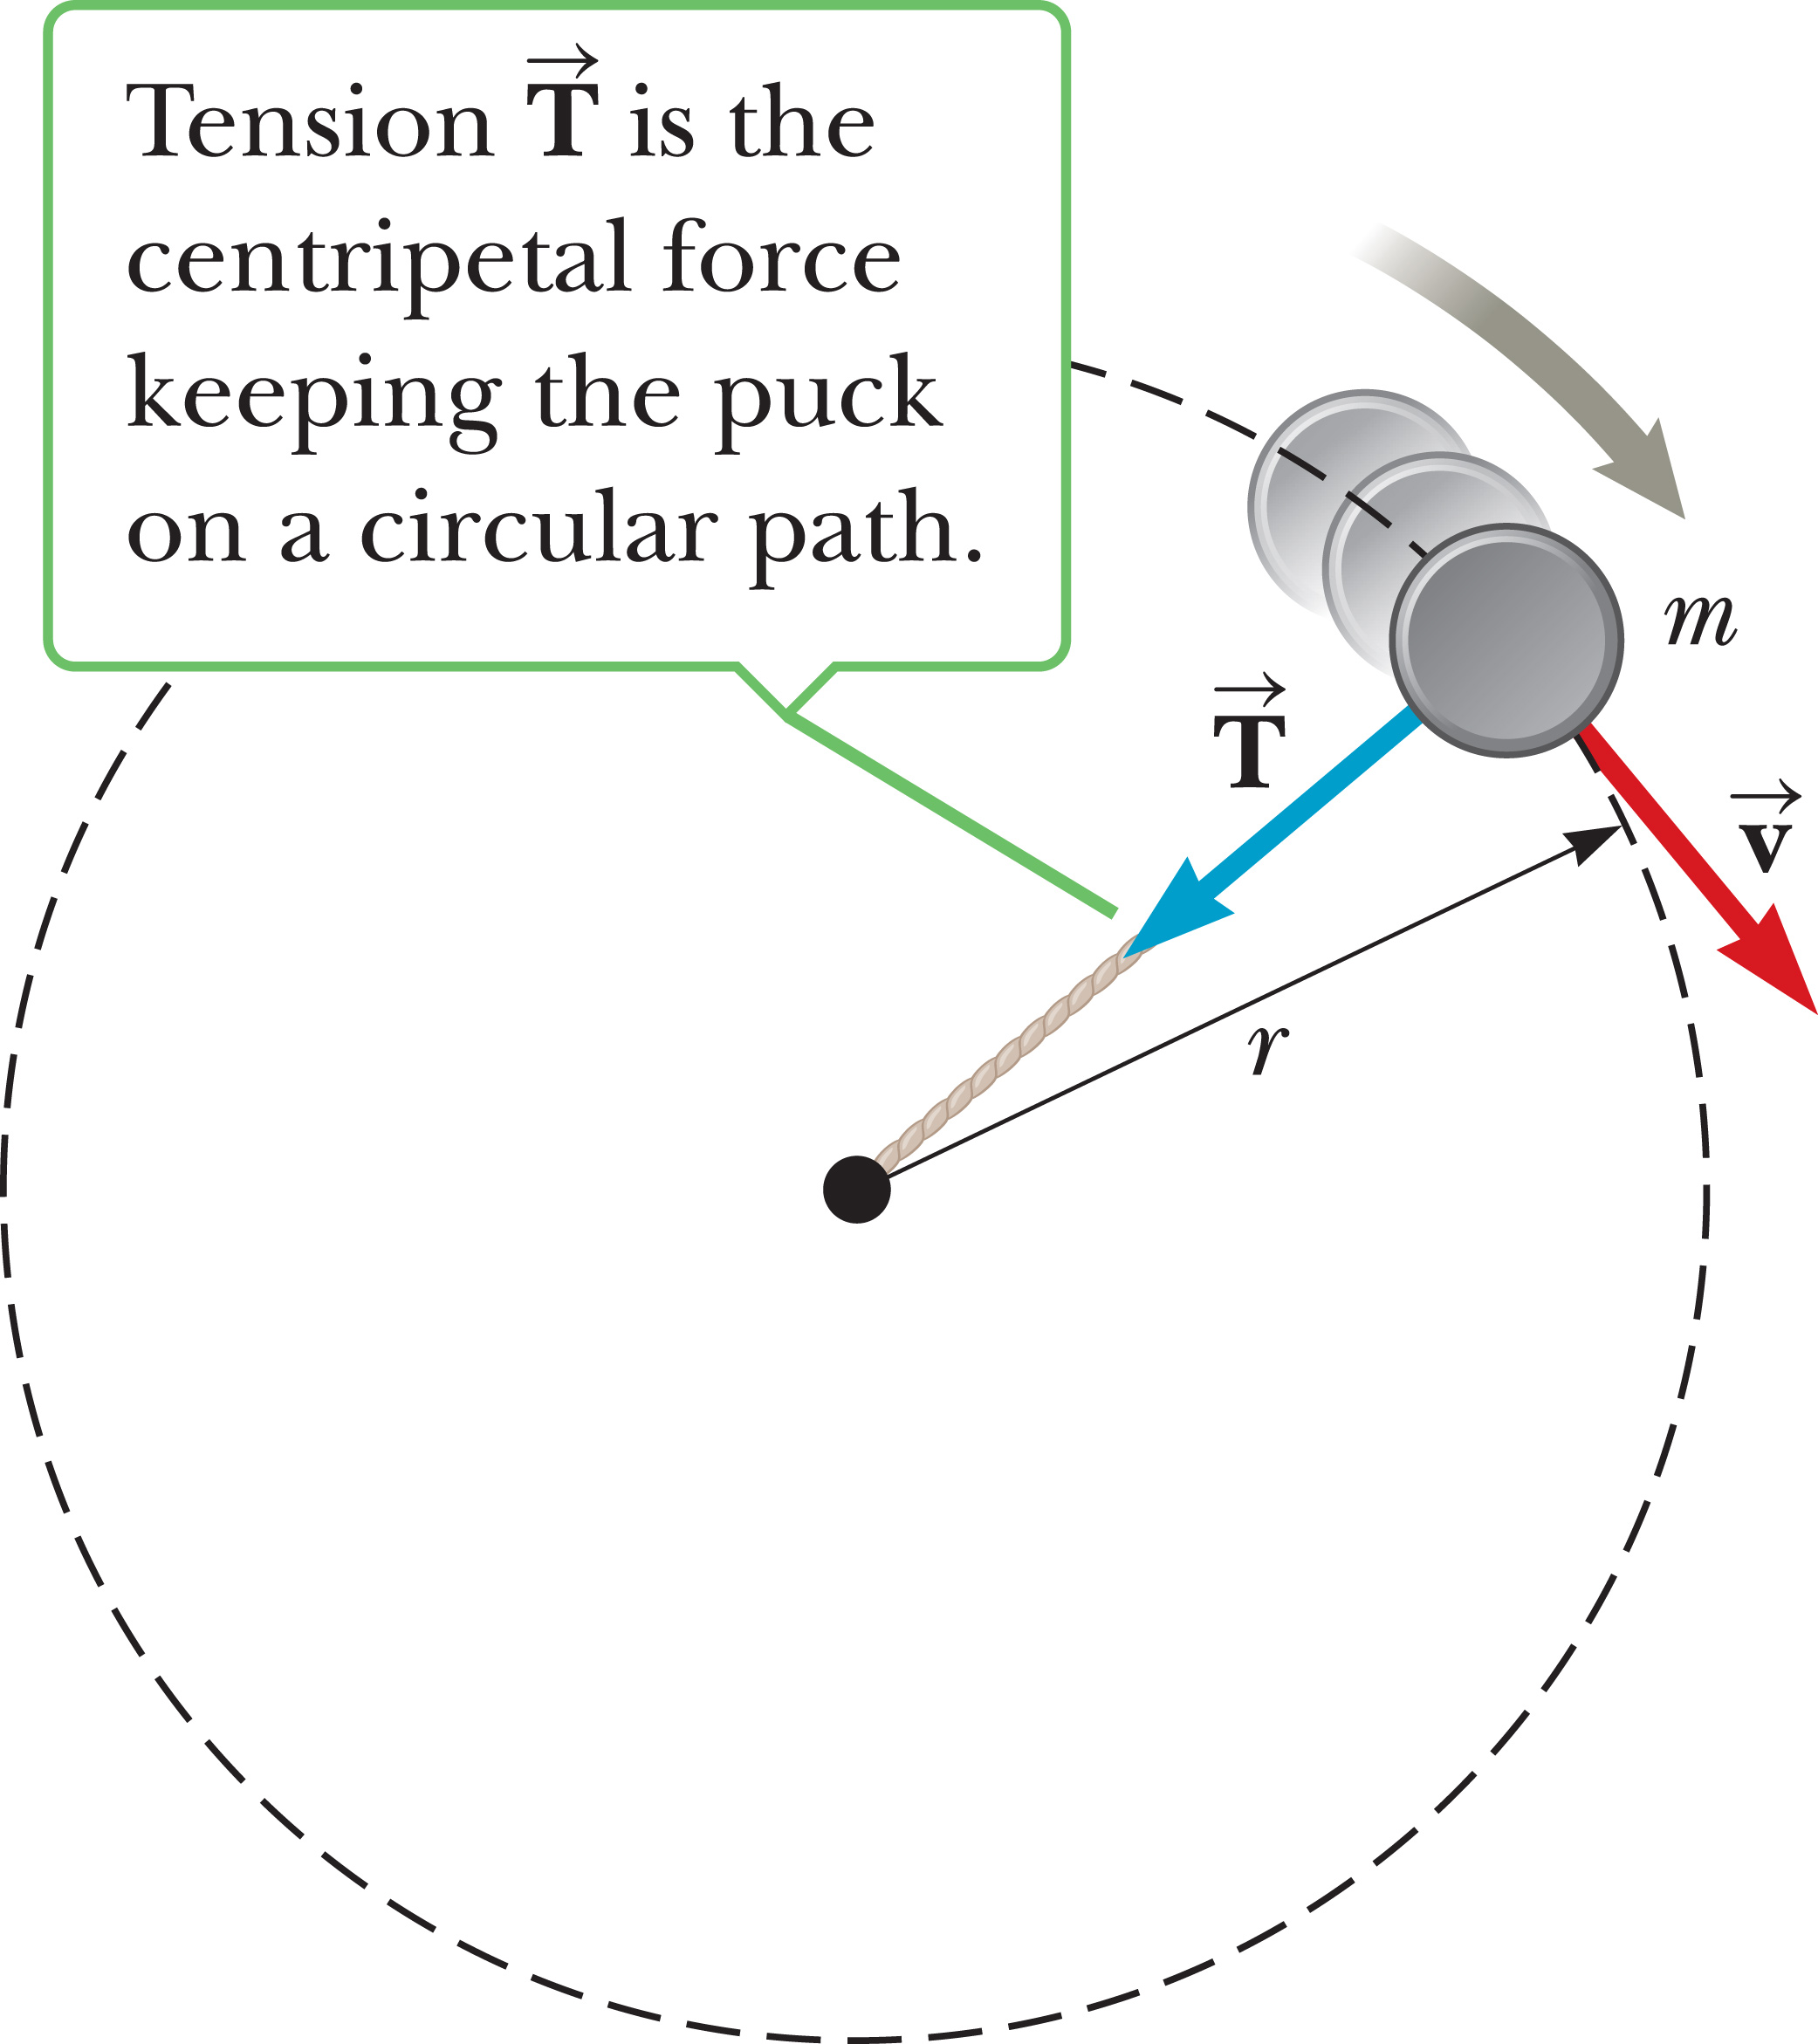 Tension T⃗ is the
centripetal force
keeping the puck
on a circular path.
m
T⃗
v⃗
r